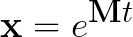 𝐱 = e^{𝐌t}